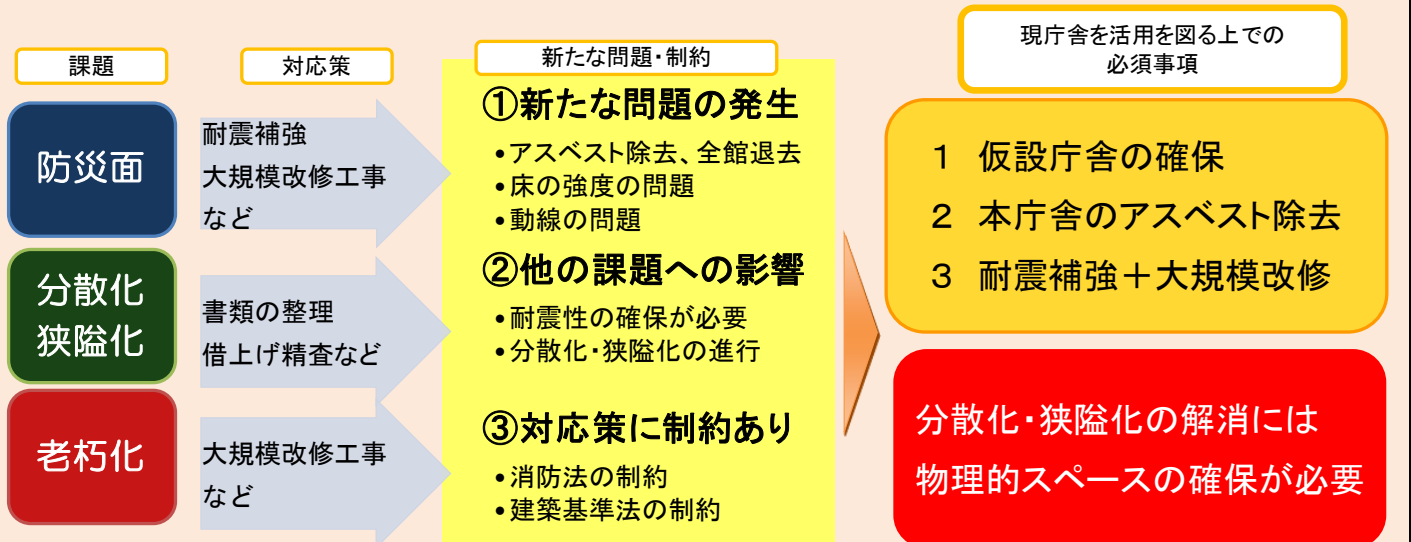 課題
対応策
新たな問題・制約
現庁舎を活用を図る上での
必須事項
防災面
耐震補強
大規模改修工事
など
分散化
狭隘化
書類の整理
借上げ精査など
老朽化
大規模改修工事
など
①新たな問題の発生
•アスベスト除去、全館退去
•床の強度の問題
•動線の問題
②他の課題への影響
•耐震性の確保が必要
•分散化・狭隘化の進行
③対応策に制約あり
•消防法の制約
•建築基準法の制約
1 仮設庁舎の確保
2 本庁舎のアスベスト除去
3 耐震補強＋大規模改修
分散化・狭隘化の解消には
物理的スペースの確保が必要